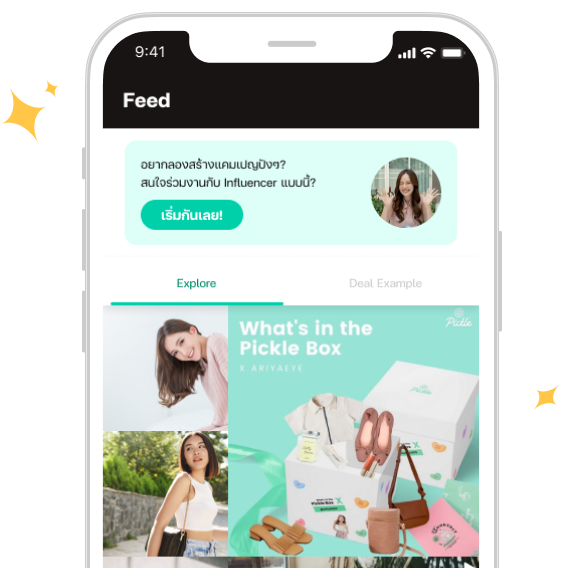 9:41
Feed
อยากลองสร้างแคมเปญปังๆ?
สนใจร่วมงานกับ Influencer แบบนี้?
เริ่มกันเลย!
Explore
Deal Example
What's in the
Pickle Box
X ARIYAEYE
Pickle
Pickle
Pickle Box X